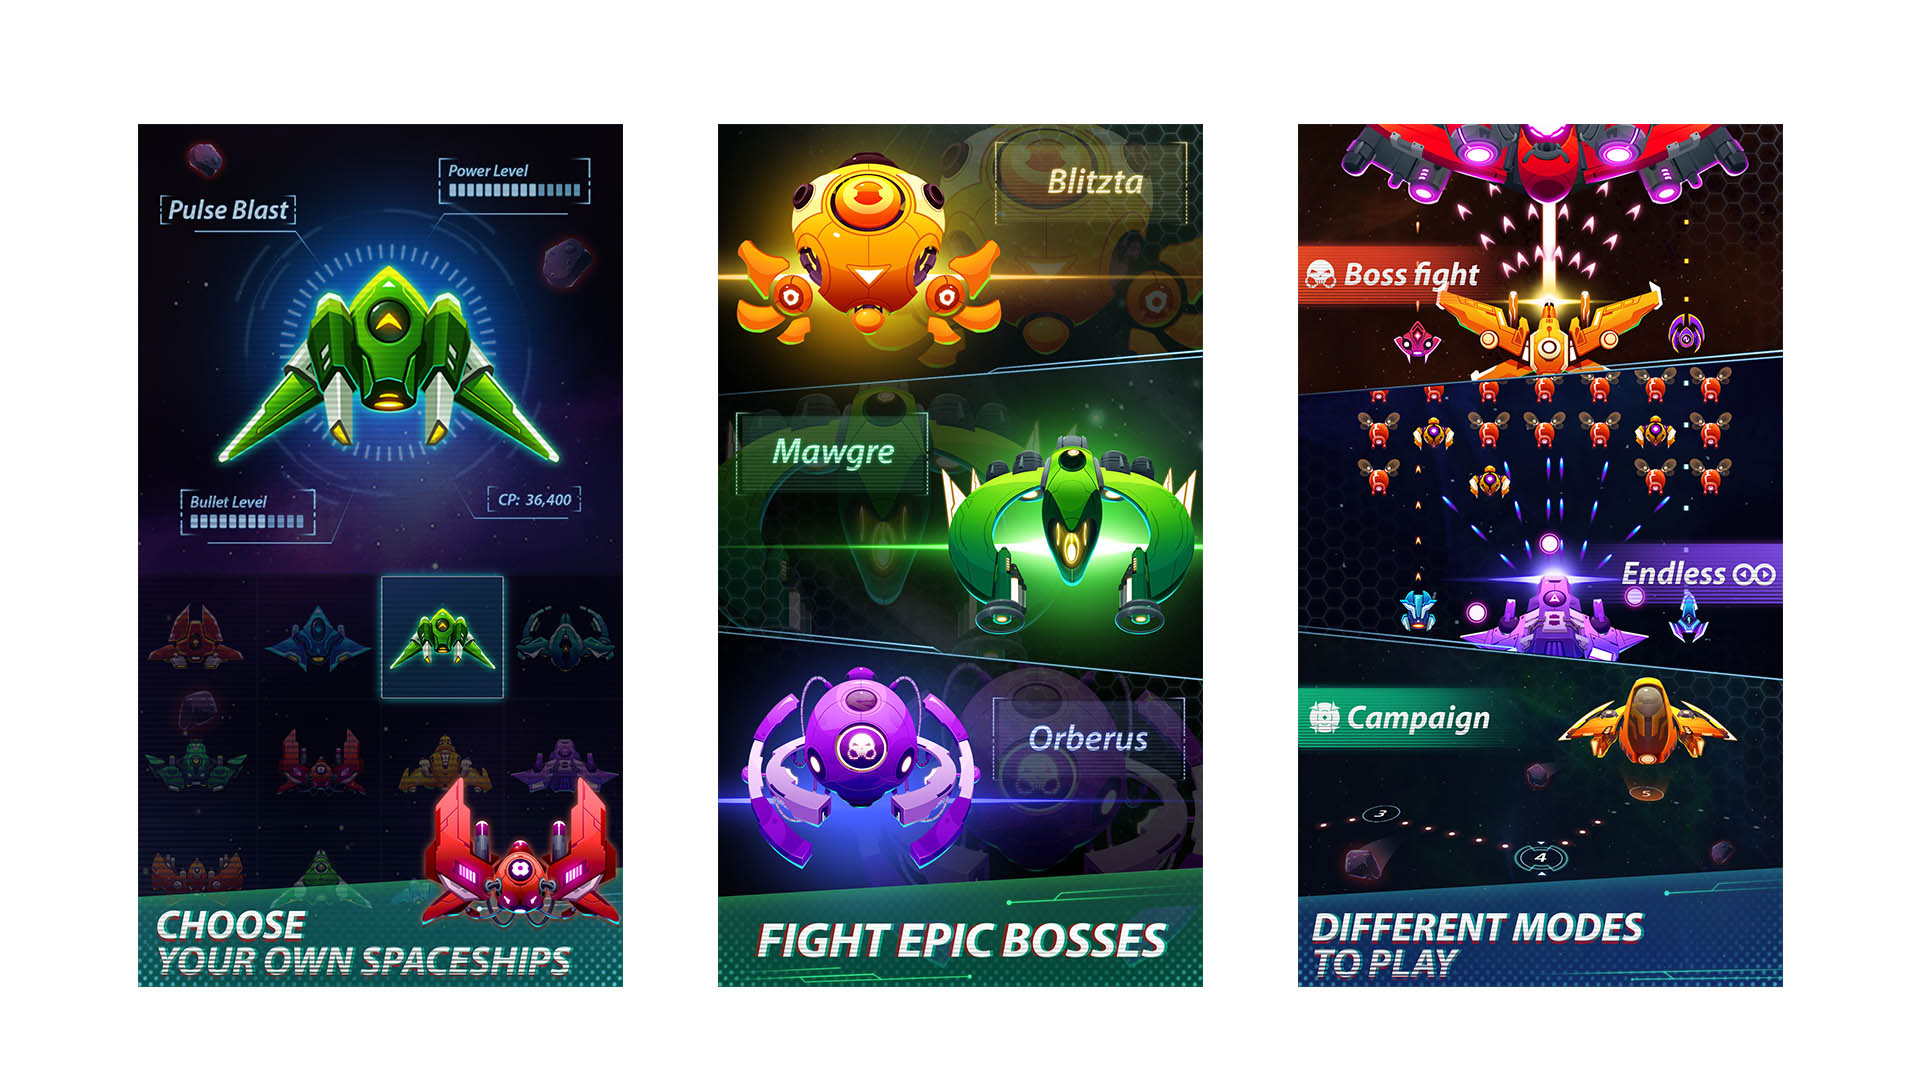 Pulse Blast
Power Level
Bullet Level
CP: 36,400
CHOOSE
YOUR OWN SPACESHIPS
Blitzta
Mawgre
Orberus
FIGHT EPIC BOSSES
Boss fight
Endless
Campaign
5
3
4
DIFFERENT MODES
TO PLAY